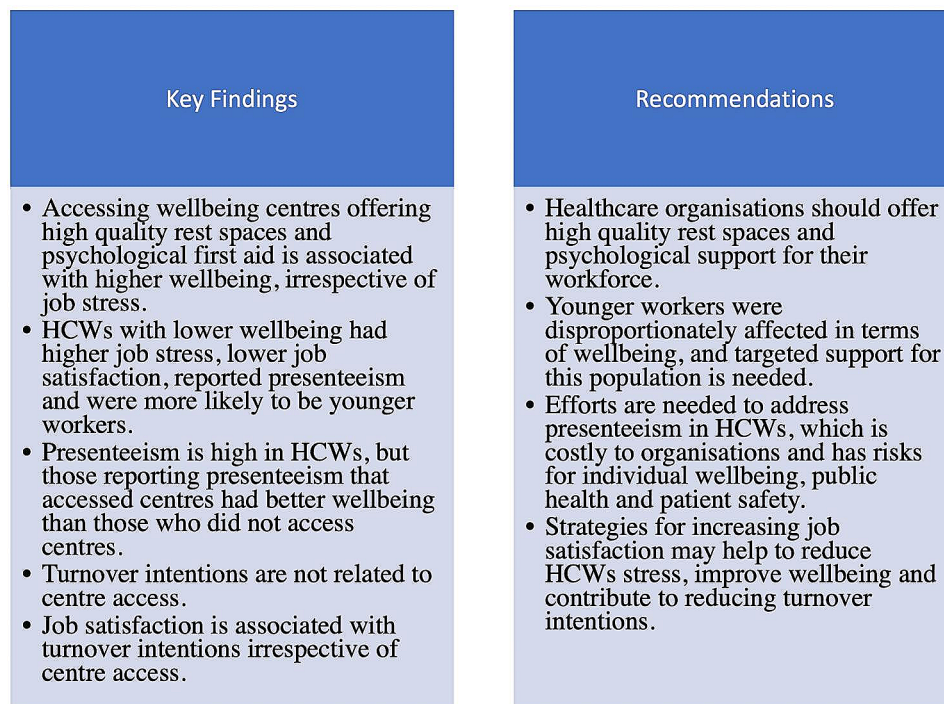 Key Findings
• Accessing wellbeing centres offering
high quality rest spaces and
psychological first aid is associated
with higher wellbeing, irrespective of
job stress.
• HCWs with lower wellbeing had
higher job stress, lower job
satisfaction, reported presenteeism
and were more likely to be younger
workers.
• Presenteeism is high in HCWs, but
those reporting presenteeism that
accessed centres had better wellbeing
than those who did not access
centres.
• Turnover intentions are not related to
centre access.
• Job satisfaction is associated with
turnover intentions irrespective of
centre access.
Recommendations
• Healthcare organisations should offer
high quality rest spaces and
psychological support for their
workforce.
• Younger workers were
disproportionately affected in terms
of wellbeing, and targeted support for
this population is needed.
• Efforts are needed to address
presenteeism in HCWs, which is
costly to organisations and has risks
for individual wellbeing, public
health and patient safety.
• Strategies for increasing job
satisfaction may help to reduce
HCWs stress, improve wellbeing and
contribute to reducing turnover
intentions.